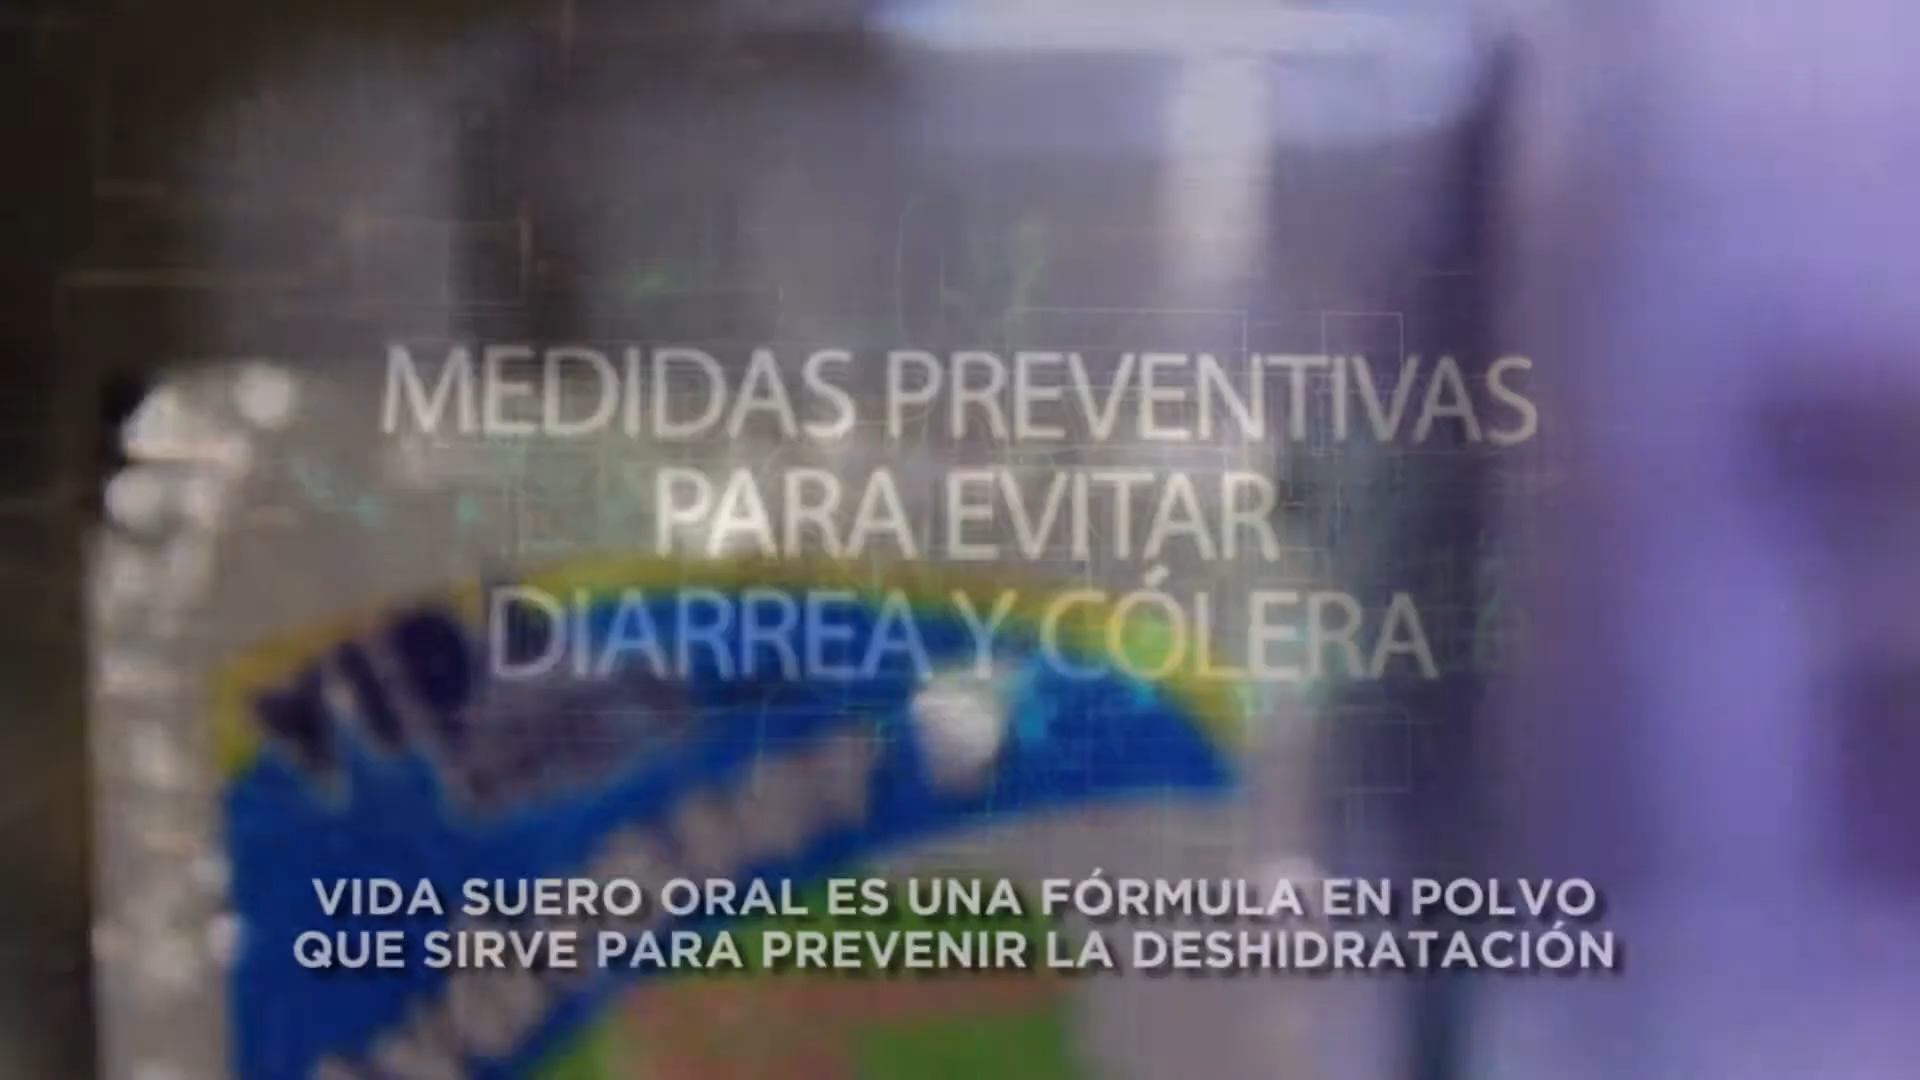 MEDIDAS PREVENTIVAS
PARA EVITAR
DIARREA Y CÓLERA
VIDA SUERO ORAL ES UNA FÓRMULA EN POLVO
QUE SIRVE PARA PREVENIR LA DESHIDRATACIÓN